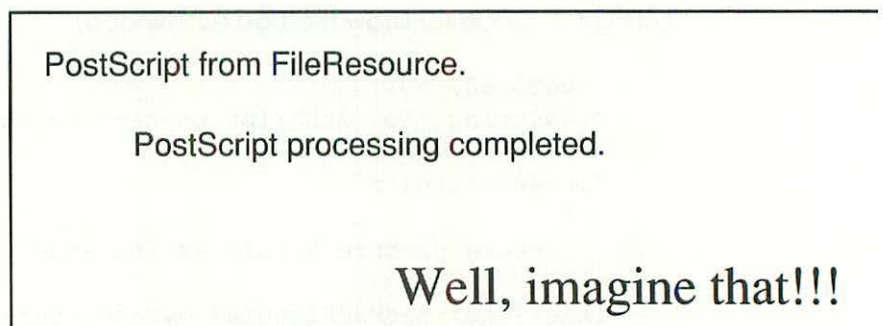 PostScript from FileResource.
PostScript processing completed.
Well, imagine that!!!